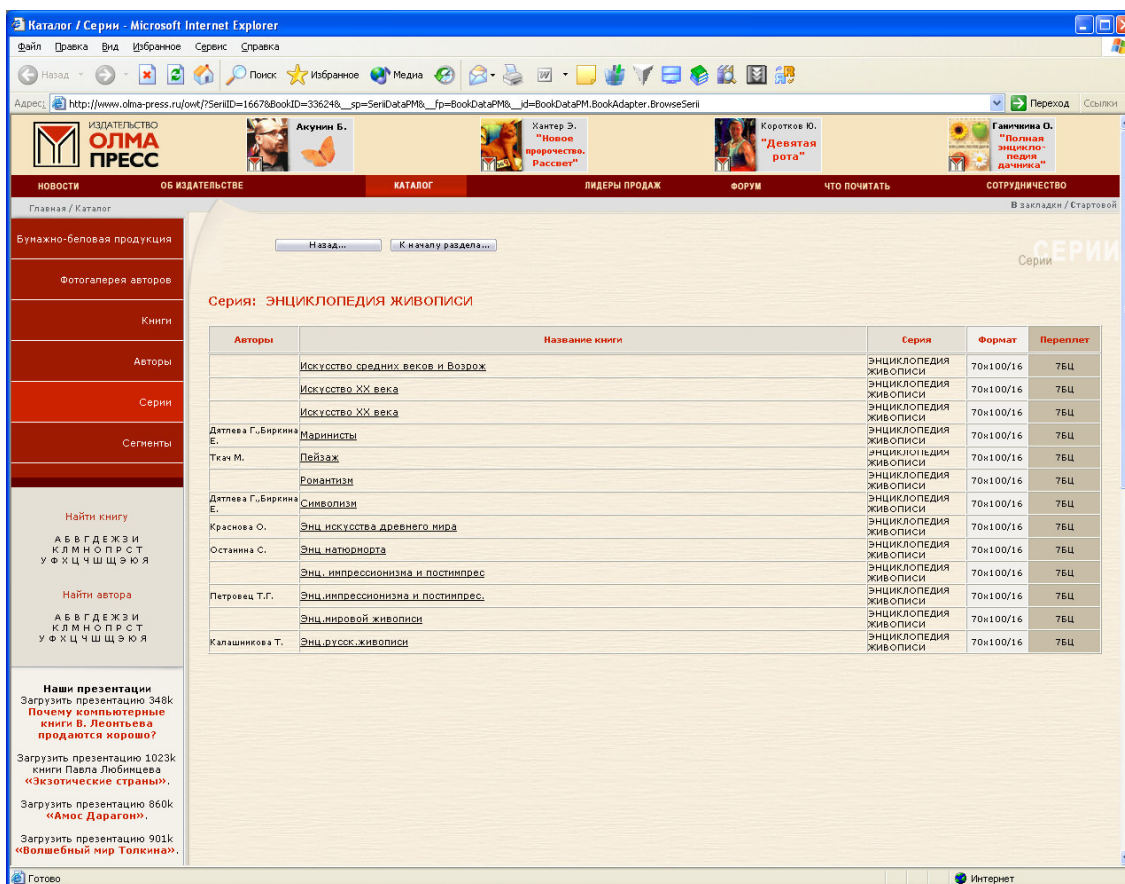 Каталог / Серии - Microsoft Internet Explorer
Файл Правка Вид Избранное Сервис Справка
Назад Поиск Избранное Медиа
Адрес: http://www.olma-press.ru/owt/?SeriiID=1667&BookID=33624&__sp=SeriiDataPM&__fp=BookDataPM&__id=BookDataPM.BookAdapter.BrowseSerii Переход Ссылки
ИЗДАТЕЛЬСТВО
ОЛМА
ПРЕСС
Акунин Б.
Хантер Э.
"Новое
пророчество.
Рассвет"
Коротков Ю.
"Девятая
рота"
Ганичкина О.
"Полная
энцикло-
педия
дачника"
НОВОСТИ ОБ ИЗДАТЕЛЬСТВЕ КАТАЛОГ ЛИДЕРЫ ПРОДАЖ ФОРУМ ЧТО ПОЧИТАТЬ СОТРУДНИЧЕСТВО
Главная / Каталог В закладки / Стартовой
Бумажно-беловая продукция
Фотогалерея авторов
Книги
Авторы
Серии
Сегменты
Найти книгу
А Б В Г Д Е Ж З И
К Л М Н О П Р С Т
У Ф Х Ц Ч Ш Щ Э Ю Я
Найти автора
А Б В Г Д Е Ж З И
К Л М Н О П Р С Т
У Ф Х Ц Ч Ш Щ Э Ю Я
Наши презентации
Загрузить презентацию 348k
Почему компьютерные
книги В. Леонтьева
продаются хорошо?
Загрузить презентацию 1023k
книги Павла Любимцева
«Экзотические страны».
Загрузить презентацию 860k
«Амос Дарагон».
Загрузить презентацию 901k
«Волшебный мир Толкина».
Назад... К началу раздела...
СЕРИИ
Серии
Серия: ЭНЦИКЛОПЕДИЯ ЖИВОПИСИ
Авторы Название книги Серия Формат Переплет
Искусство средних веков и Возрож ЭНЦИКЛОПЕДИЯ ЖИВОПИСИ 70x100/16 7БЦ
Искусство XX века ЭНЦИКЛОПЕДИЯ ЖИВОПИСИ 70x100/16 7БЦ
Искусство XX века ЭНЦИКЛОПЕДИЯ ЖИВОПИСИ 70x100/16 7БЦ
Дятлева Г.,Биркина Е. Маринисты ЭНЦИКЛОПЕДИЯ ЖИВОПИСИ 70x100/16 7БЦ
Ткач М. Пейзаж ЭНЦИКЛОПЕДИЯ ЖИВОПИСИ 70x100/16 7БЦ
Романтизм ЭНЦИКЛОПЕДИЯ ЖИВОПИСИ 70x100/16 7БЦ
Дятлева Г.,Биркина Е. Символизм ЭНЦИКЛОПЕДИЯ ЖИВОПИСИ 70x100/16 7БЦ
Краснова О. Энц искусства древнего мира ЭНЦИКЛОПЕДИЯ ЖИВОПИСИ 70x100/16 7БЦ
Останина С. Энц натюрморта ЭНЦИКЛОПЕДИЯ ЖИВОПИСИ 70x100/16 7БЦ
Энц. импрессионизма и постимпрес ЭНЦИКЛОПЕДИЯ ЖИВОПИСИ 70x100/16 7БЦ
Петровец Т.Г. Энц.импрессионизма и постимпрес. ЭНЦИКЛОПЕДИЯ ЖИВОПИСИ 70x100/16 7БЦ
Энц.мировой живописи ЭНЦИКЛОПЕДИЯ ЖИВОПИСИ 70x100/16 7БЦ
Калашникова Т. Энц.русск.живописи ЭНЦИКЛОПЕДИЯ ЖИВОПИСИ 70x100/16 7БЦ
Готово Интернет